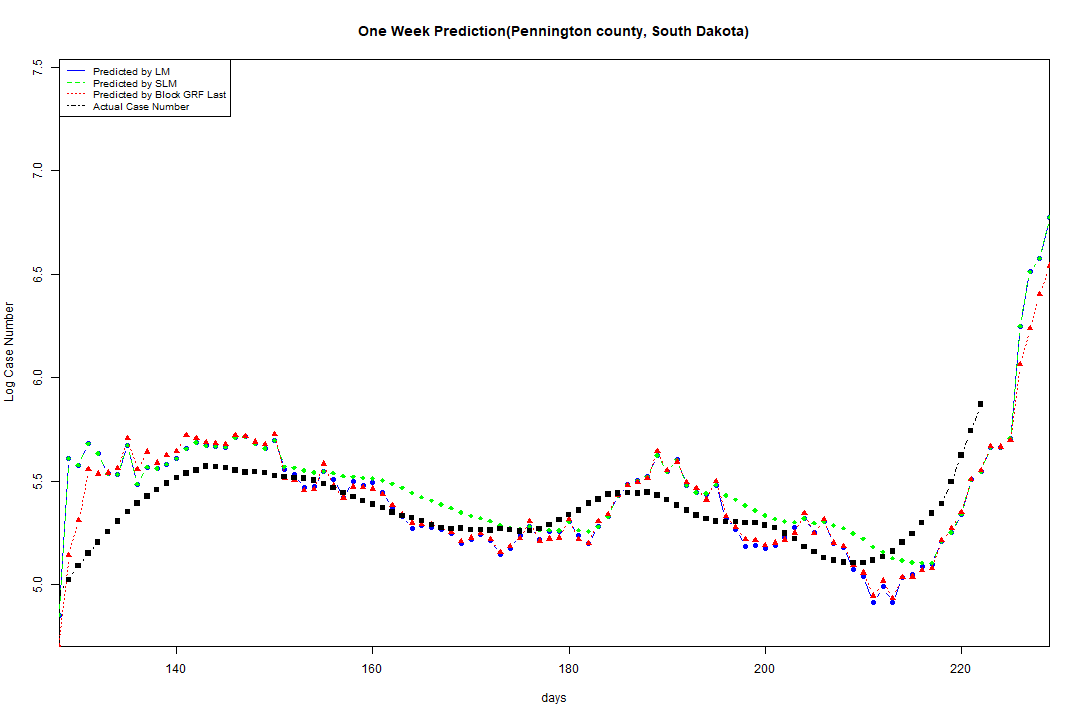 One Week Prediction(Pennington county, South Dakota)
Predicted by LM
Predicted by SLM
Predicted by Block GRF Last
Actual Case Number
7.5
7.0
6.5
6.0
5.5
5.0
Log Case Number
140 160 180 200 220
days